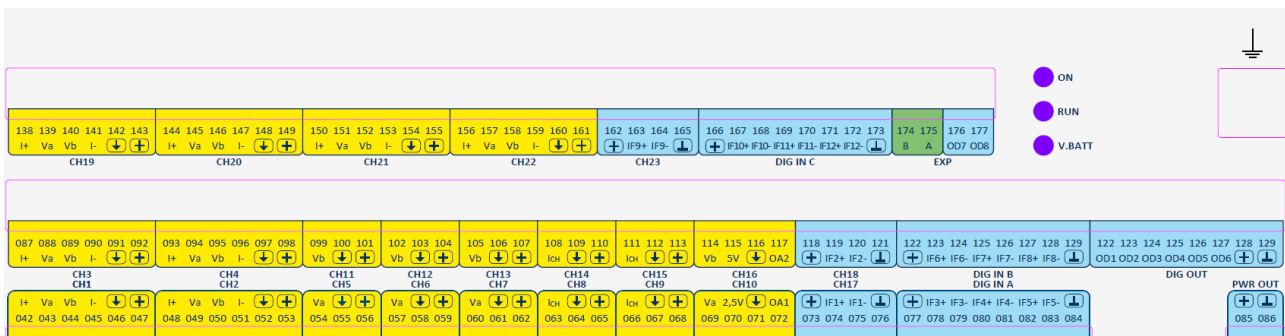 ON
RUN
138 139 140 141 142 143 144 145 146 147 148 149 150 151 152 153 154 155 156 157 158 159 160 161 162 163 164 165 166 167 168 169 170 171 172 173 174 175 176 177
I+ Va Vb I- I+ Va Vb I- I+ Va Vb I- I+ Va Vb I- IF9+ IF9- IF10+ IF10- IF11+ IF11- IF12+ IF12- B A OD7 OD8
V.BATT
CH19 CH20 CH21 CH22 CH23 DIG IN C EXP
087 088 089 090 091 092 093 094 095 096 097 098 099 100 101 102 103 104 105 106 107 108 109 110 111 112 113 114 115 116 117 118 119 120 121 122 123 124 125 126 127 128 129 122 123 124 125 126 127 128 129
I+ Va Vb I- I+ Va Vb I- Vb Vb Vb ICH ICH Vb 5V OA2 IF2+ IF2- IF6+ IF6- IF7+ IF7- IF8+ IF8- OD1 OD2 OD3 OD4 OD5 OD6
CH3 CH4 CH11 CH12 CH13 CH14 CH15 CH16 CH18 DIG IN B DIG OUT
CH1 CH2 CH5 CH6 CH7 CH8 CH9 CH10 CH17 DIG IN A PWR OUT
I+ Va Vb I- I+ Va Vb I- Va Va Va ICH ICH Va 2,5V OA1 IF1+ IF1- IF3+ IF3- IF4+ IF4- IF5+ IF5-
042 043 044 045 046 047 048 049 050 051 052 053 054 055 056 057 058 059 060 061 062 063 064 065 066 067 068 069 070 071 072 073 074 075 076 077 078 079 080 081 082 083 084 085 086